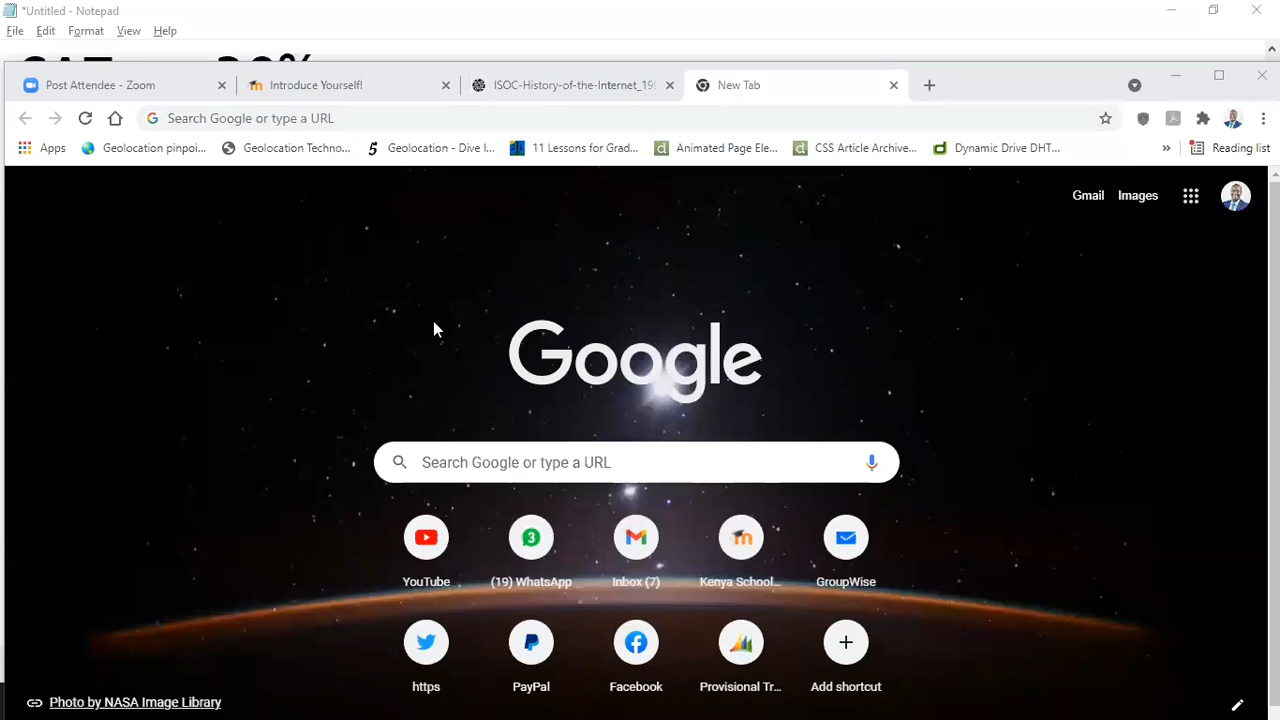 *Untitled - Notepad
File Edit Format View Help
Post Attendee - Zoom
Introduce Yourself!
ISOC-History-of-the-Internet_199
New Tab
Search Google or type a URL
Apps
Geolocation pinpoi...
Geolocation Techno...
Geolocation - Dive I...
11 Lessons for Grad...
Animated Page Ele...
CSS Article Archive...
Dynamic Drive DHT...
»
Reading list
Gmail Images
Google
Search Google or type a URL
YouTube
(19) WhatsApp
Inbox (7)
Kenya School...
GroupWise
https
PayPal
Facebook
Provisional Tr...
Add shortcut
Photo by NASA Image Library